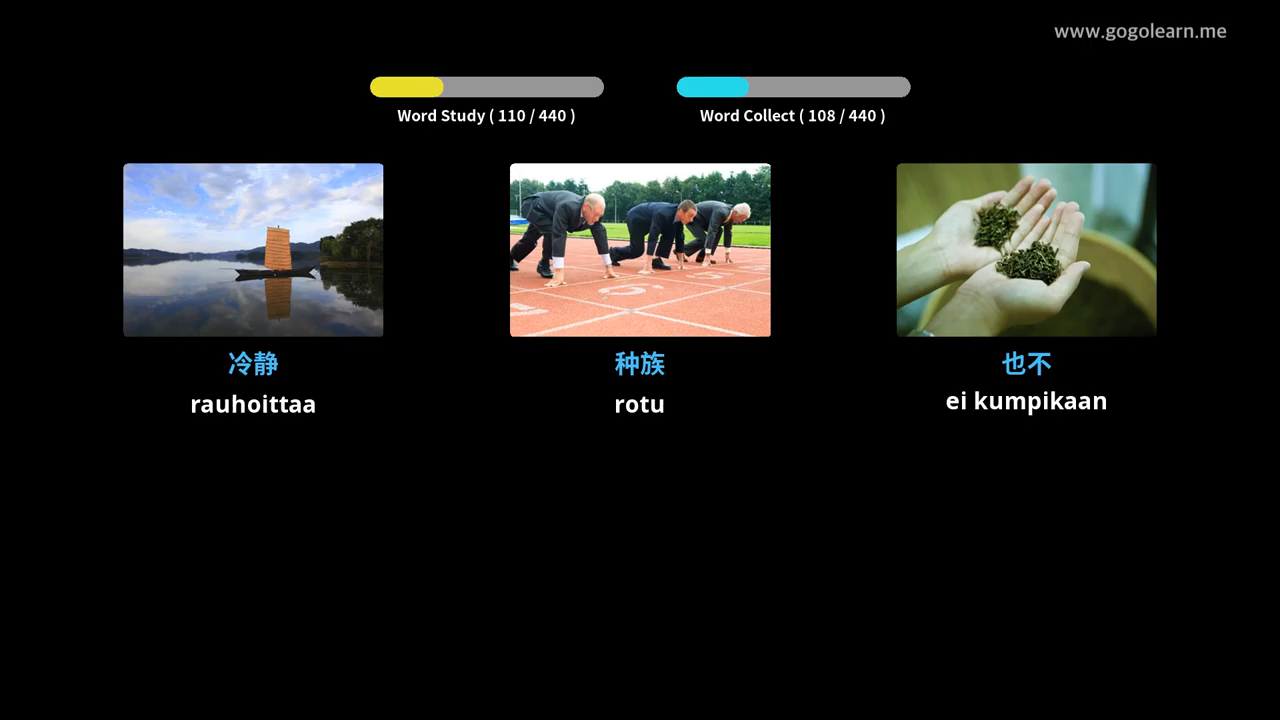 www.gogolearn.me
Word Study ( 110 / 440 )
Word Collect ( 108 / 440 )
冷静
种族
也不
rauhoittaa
rotu
ei kumpikaan